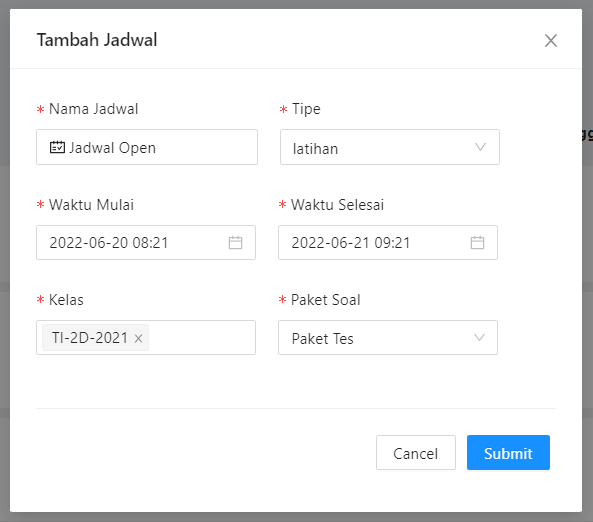 Tambah Jadwal
* Nama Jadwal
* Tipe
Jadwal Open
latihan
* Waktu Mulai
* Waktu Selesai
2022-06-20 08:21
2022-06-21 09:21
* Kelas
* Paket Soal
TI-2D-2021
Paket Tes
Cancel
Submit